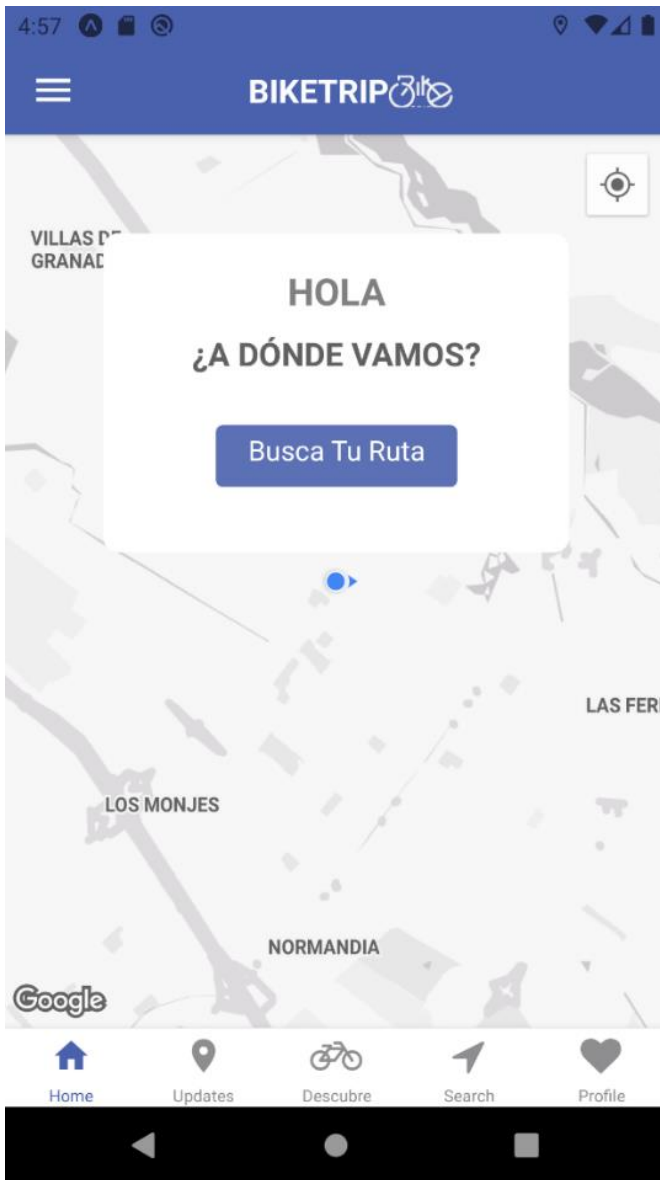 4:57
BIKETRIP
VILLAS DE
GRANAD
HOLA
¿A DÓNDE VAMOS?
Busca Tu Ruta
LAS FER
LOS MONJES
NORMANDIA
Google
Home Updates Descubre Search Profile